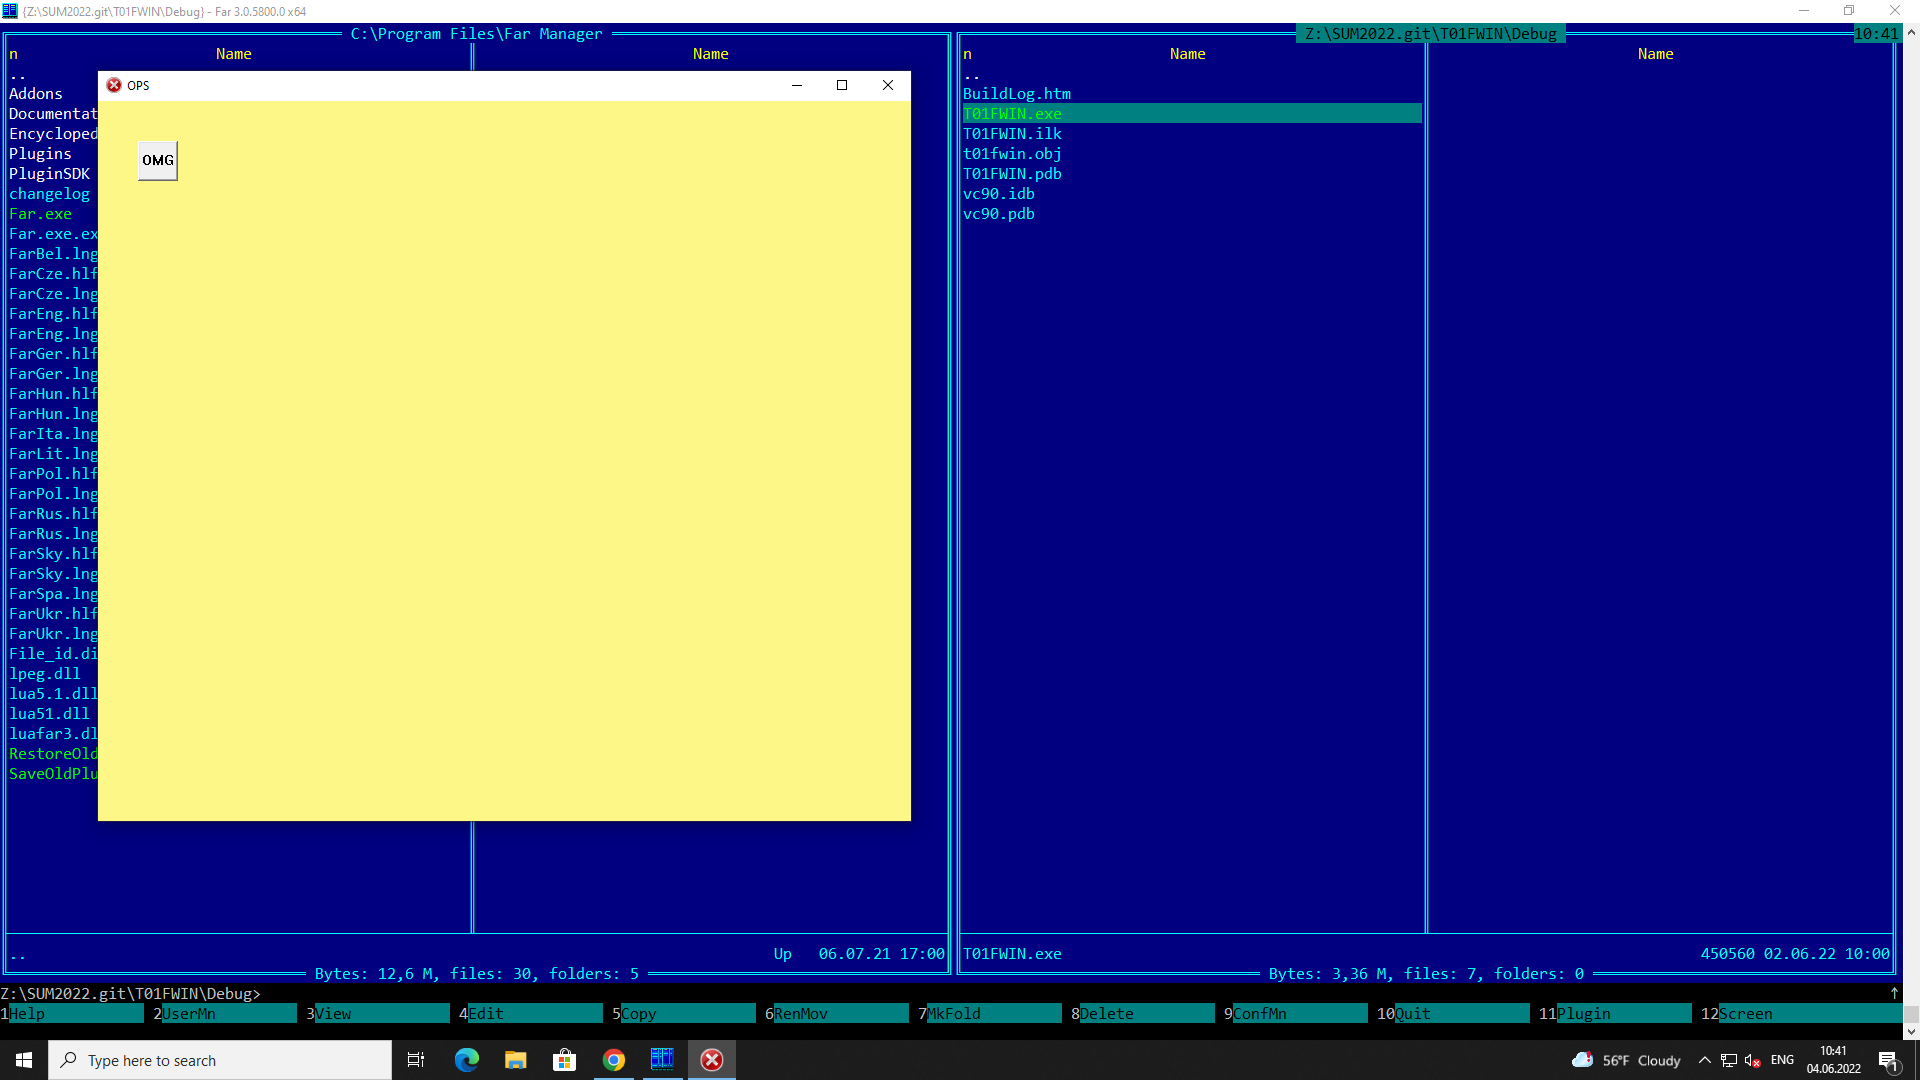 {Z:\SUM2022.git\T01FWIN\Debug} - Far 3.0.5800.0 x64
C:\Program Files\Far Manager
Z:\SUM2022.git\T01FWIN\Debug
10:41
n Name Name
..
Addons
Documentat
Encycloped
Plugins
PluginSDK
changelog
Far.exe
Far.exe.ex
FarBel.lng
FarCze.hlf
FarCze.lng
FarEng.hlf
FarEng.lng
FarGer.hlf
FarGer.lng
FarHun.hlf
FarHun.lng
FarIta.lng
FarLit.lng
FarPol.hlf
FarPol.lng
FarRus.hlf
FarRus.lng
FarSky.hlf
FarSky.lng
FarSpa.lng
FarUkr.hlf
FarUkr.lng
File_id.di
lpeg.dll
lua5.1.dll
lua51.dll
luafar3.dl
RestoreOld
SaveOldPlu
OPS
OMG
n Name Name
..
BuildLog.htm
T01FWIN.exe
T01FWIN.ilk
t01fwin.obj
T01FWIN.pdb
vc90.idb
vc90.pdb
.. Up 06.07.21 17:00
Bytes: 12,6 M, files: 30, folders: 5
T01FWIN.exe 450560 02.06.22 10:00
Bytes: 3,36 M, files: 7, folders: 0
Z:\SUM2022.git\T01FWIN\Debug> ↑
1Help 2UserMn 3View 4Edit 5Copy 6RenMov 7MkFold 8Delete 9ConfMn 10Quit 11Plugin 12Screen
Type here to search
56°F Cloudy
ENG
10:41
04.06.2022
1